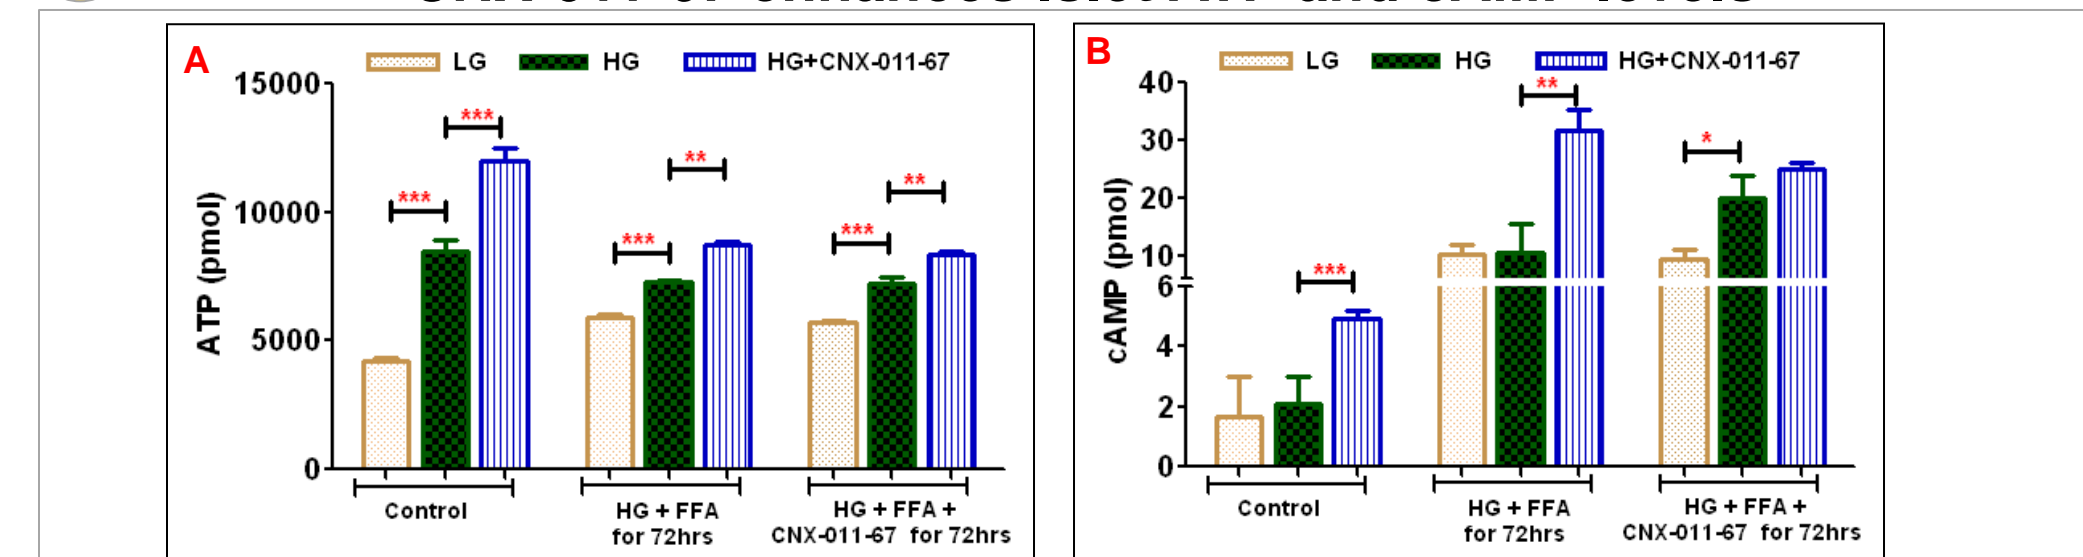 A
LG HG HG+CNX-011-67
15000
10000
5000
0
ATP (pmol)
***
***
***
**
***
**
Control
HG + FFA
for 72hrs
HG + FFA +
CNX-011-67 for 72hrs
B
LG HG HG+CNX-011-67
40
30
20
10
6
4
2
0
cAMP (pmol)
***
**
*
Control
HG + FFA
for 72hrs
HG + FFA +
CNX-011-67 for 72hrs